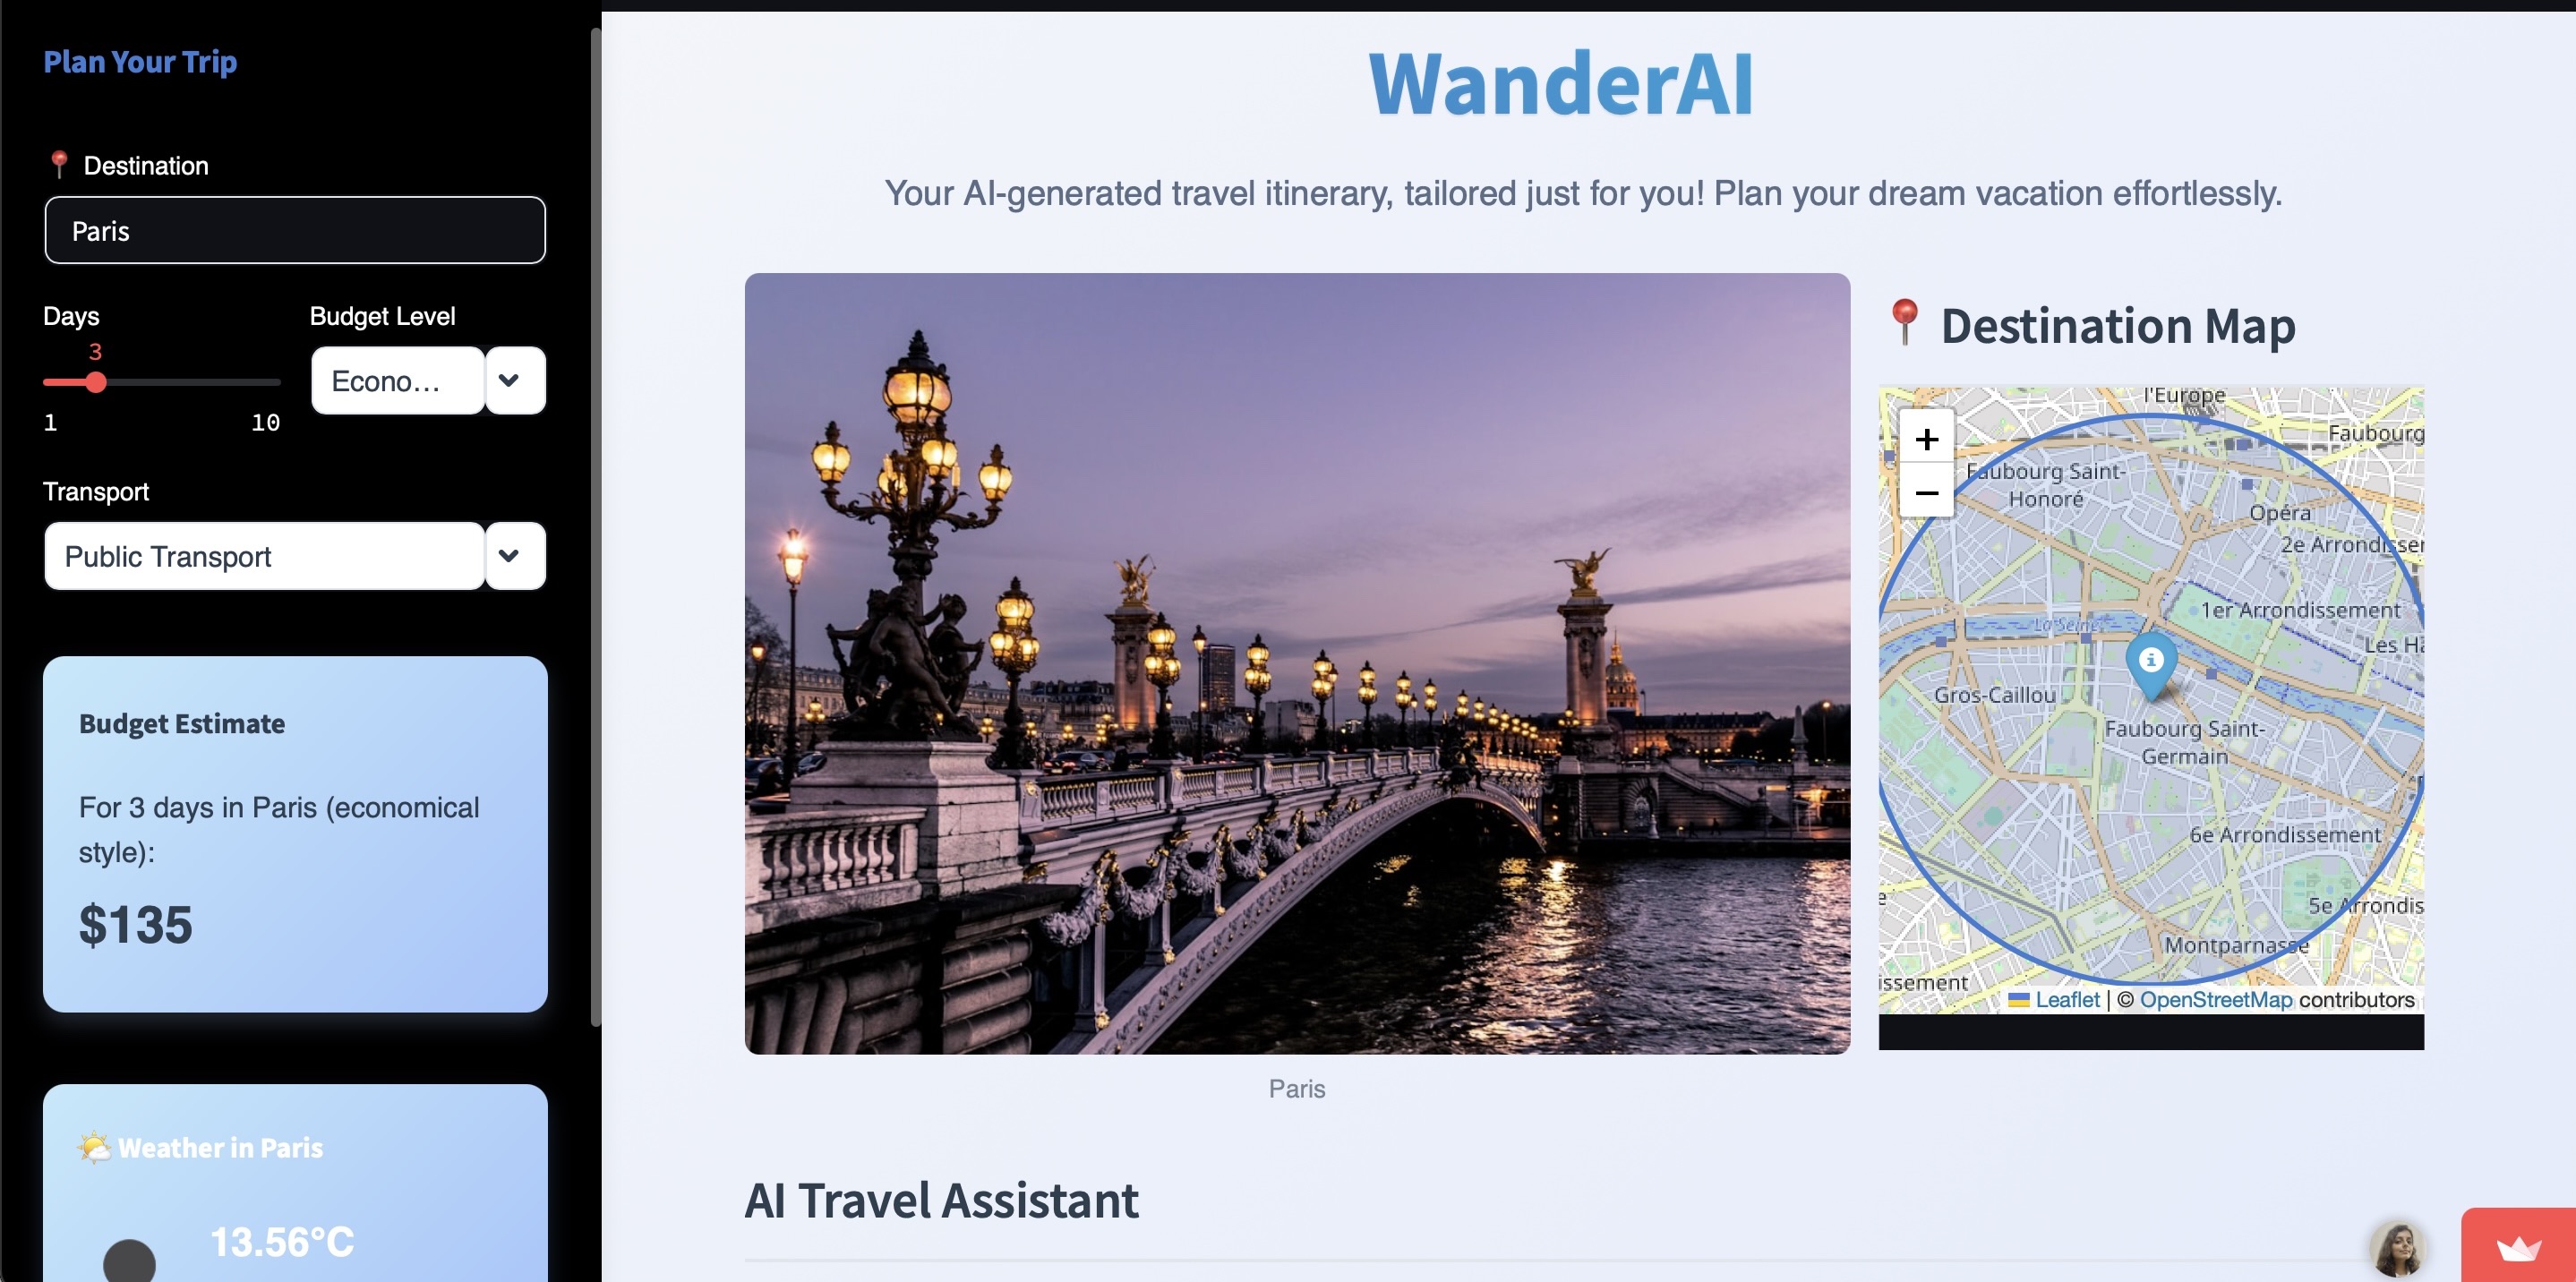 Plan Your Trip
Destination
Paris
Days
Budget Level
3
Econo...
1
10
Transport
Public Transport
Budget Estimate
For 3 days in Paris (economical
style):
$135
Weather in Paris
13.56°C
WanderAI
Your AI-generated travel itinerary, tailored just for you! Plan your dream vacation effortlessly.
Paris
Destination Map
+
−
l'Europe
Faubourg
Faubourg Saint-
Honoré
Opéra
2e Arrondisse
1er Arrondissement
La Seine
Les Ha
Gros-Caillou
Faubourg Saint-
Germain
6e Arrondissement
5e Arrondis
Montparnasse
issement
Leaflet | © OpenStreetMap contributors
AI Travel Assistant